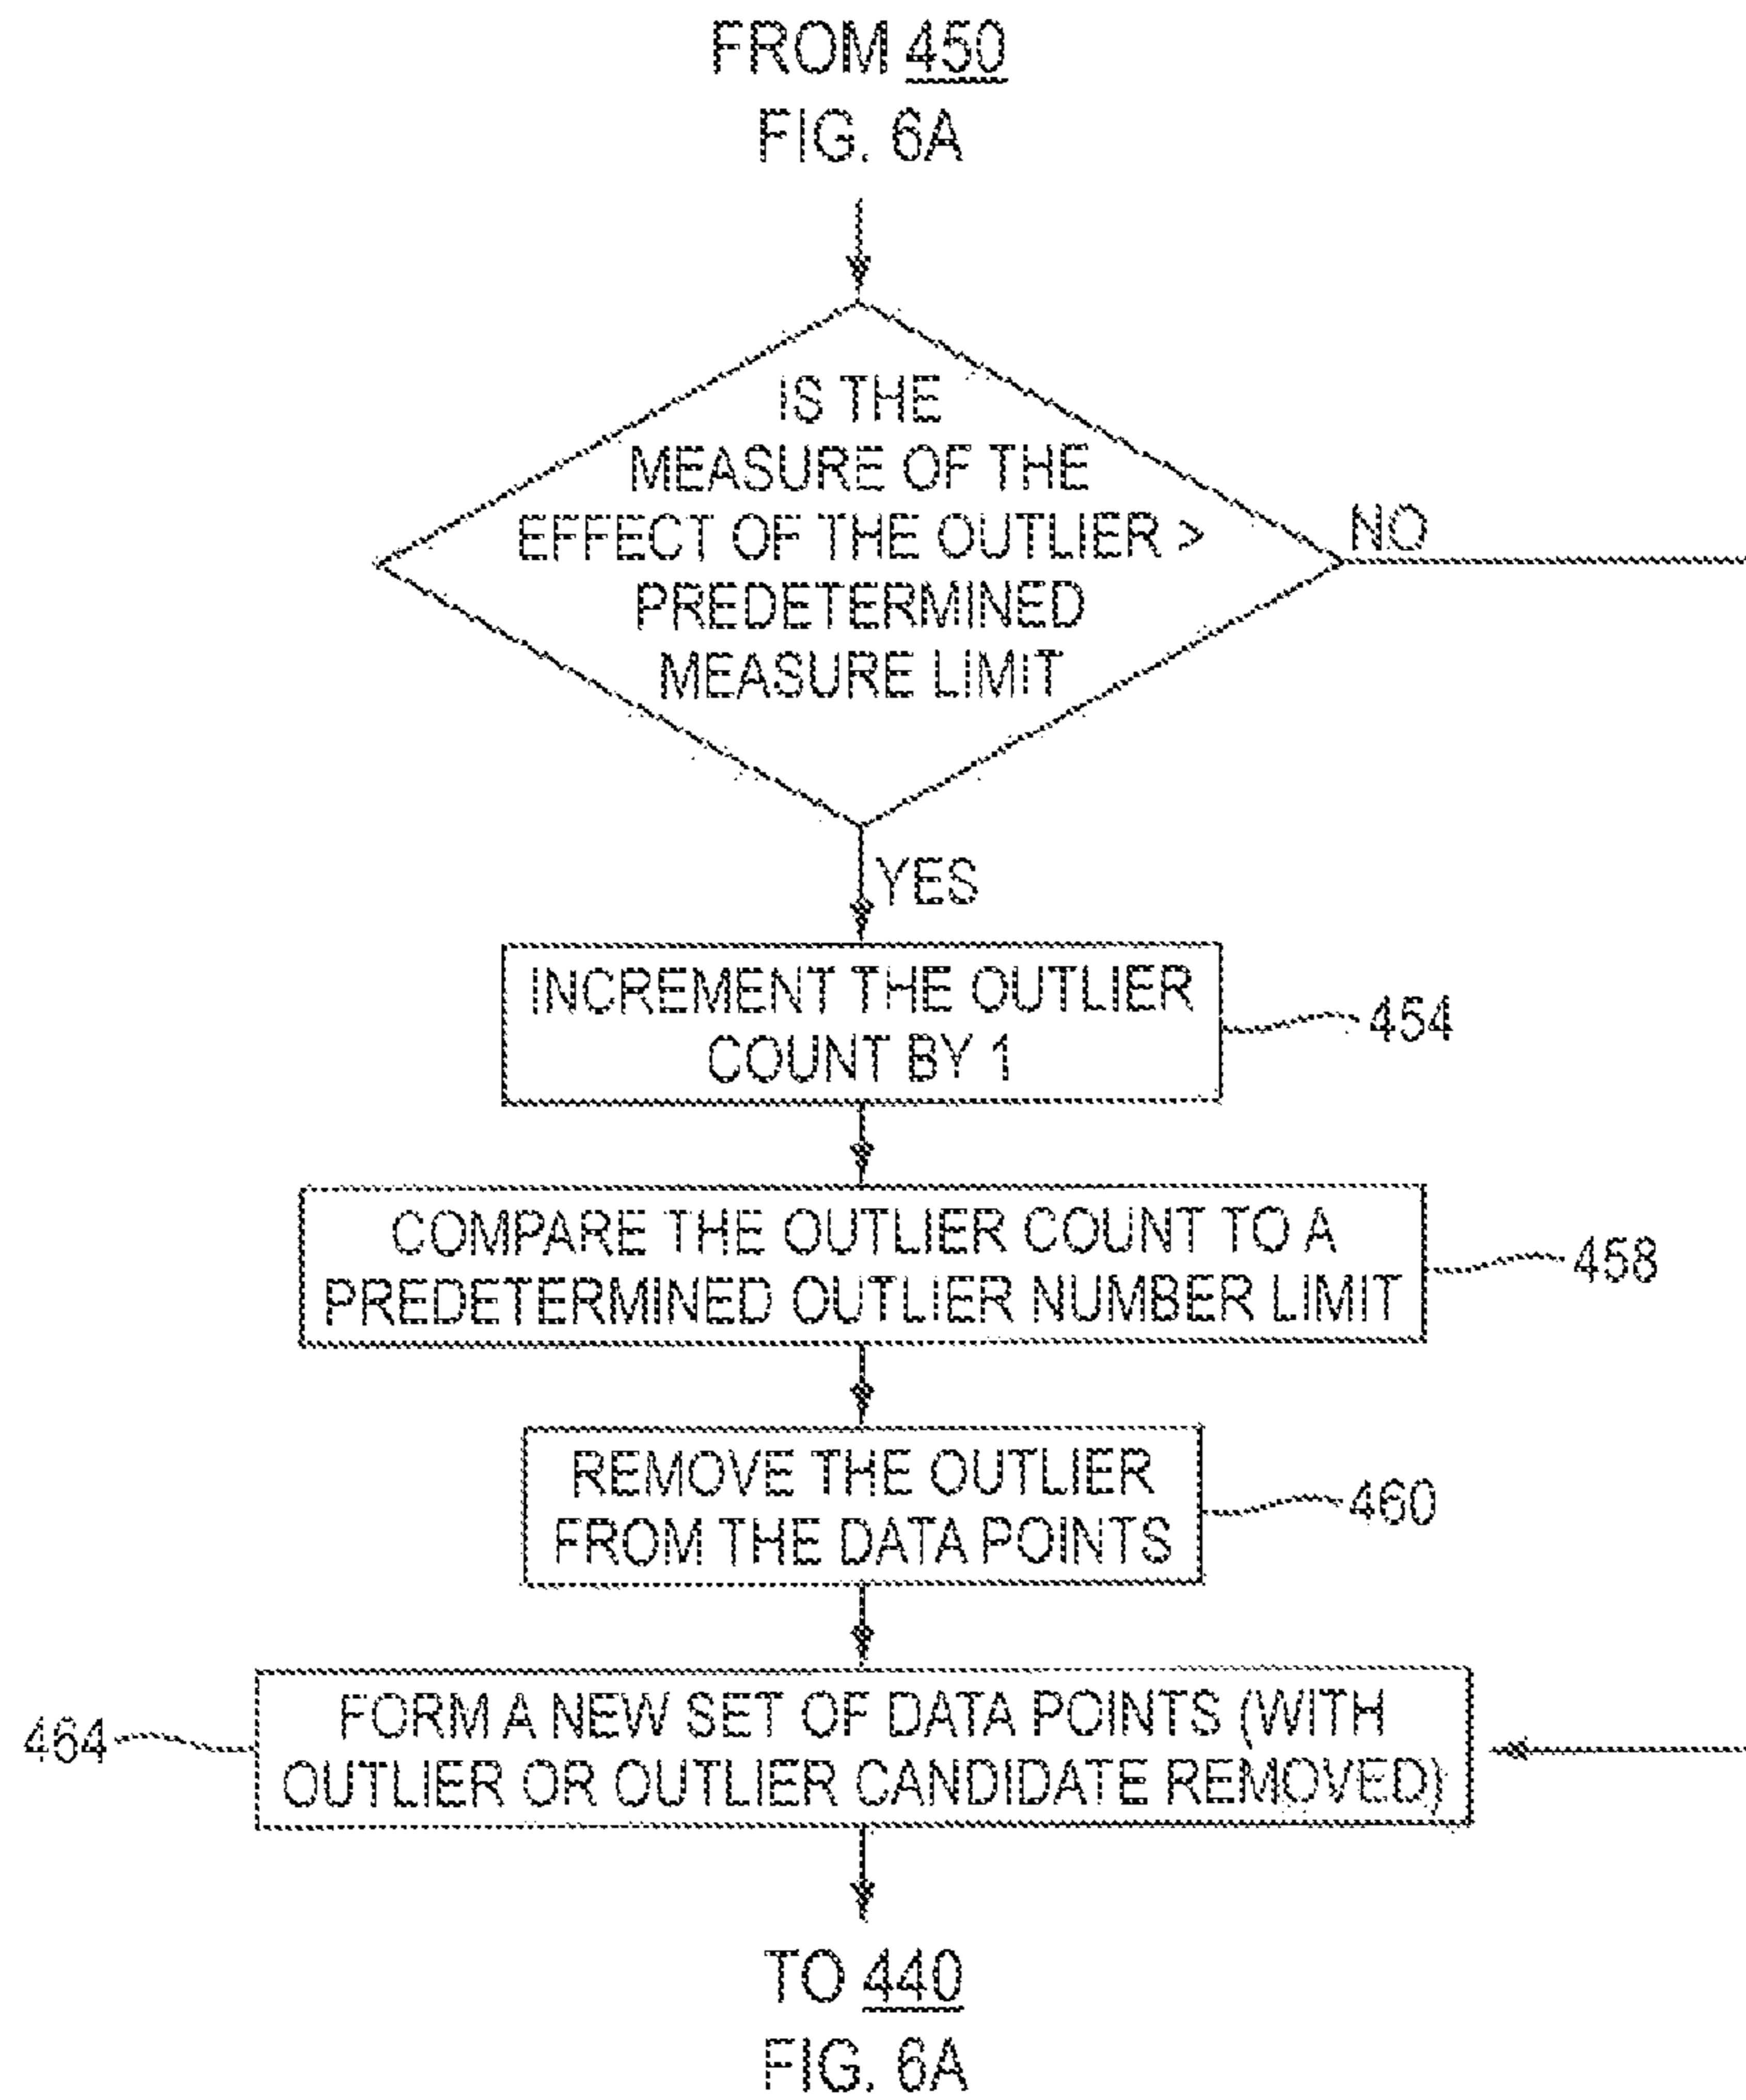 FROM 450
FIG. 6A
IS THE
MEASURE OF THE
EFFECT OF THE OUTLIER >
PREDETERMINED
MEASURE LIMIT
NO
YES
INCREMENT THE OUTLIER
COUNT BY 1
454
COMPARE THE OUTLIER COUNT TO A
PREDETERMINED OUTLIER NUMBER LIMIT
458
REMOVE THE OUTLIER
FROM THE DATA POINTS
460
464
FORM A NEW SET OF DATA POINTS (WITH
OUTLIER OR OUTLIER CANDIDATE REMOVED)
TO 440
FIG. 6A